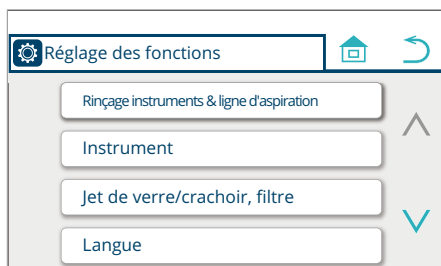 Réglage des fonctions
Rinçage instruments & ligne d'aspiration
Instrument
Jet de verre/crachoir, filtre
Langue